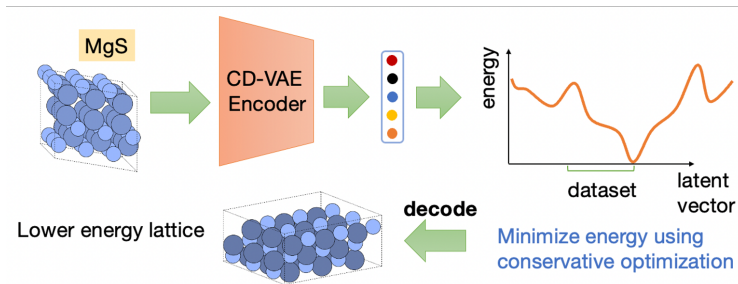 MgS
CD-VAE
Encoder
energy
dataset
latent
vector
Lower energy lattice
decode
Minimize energy using
conservative optimization